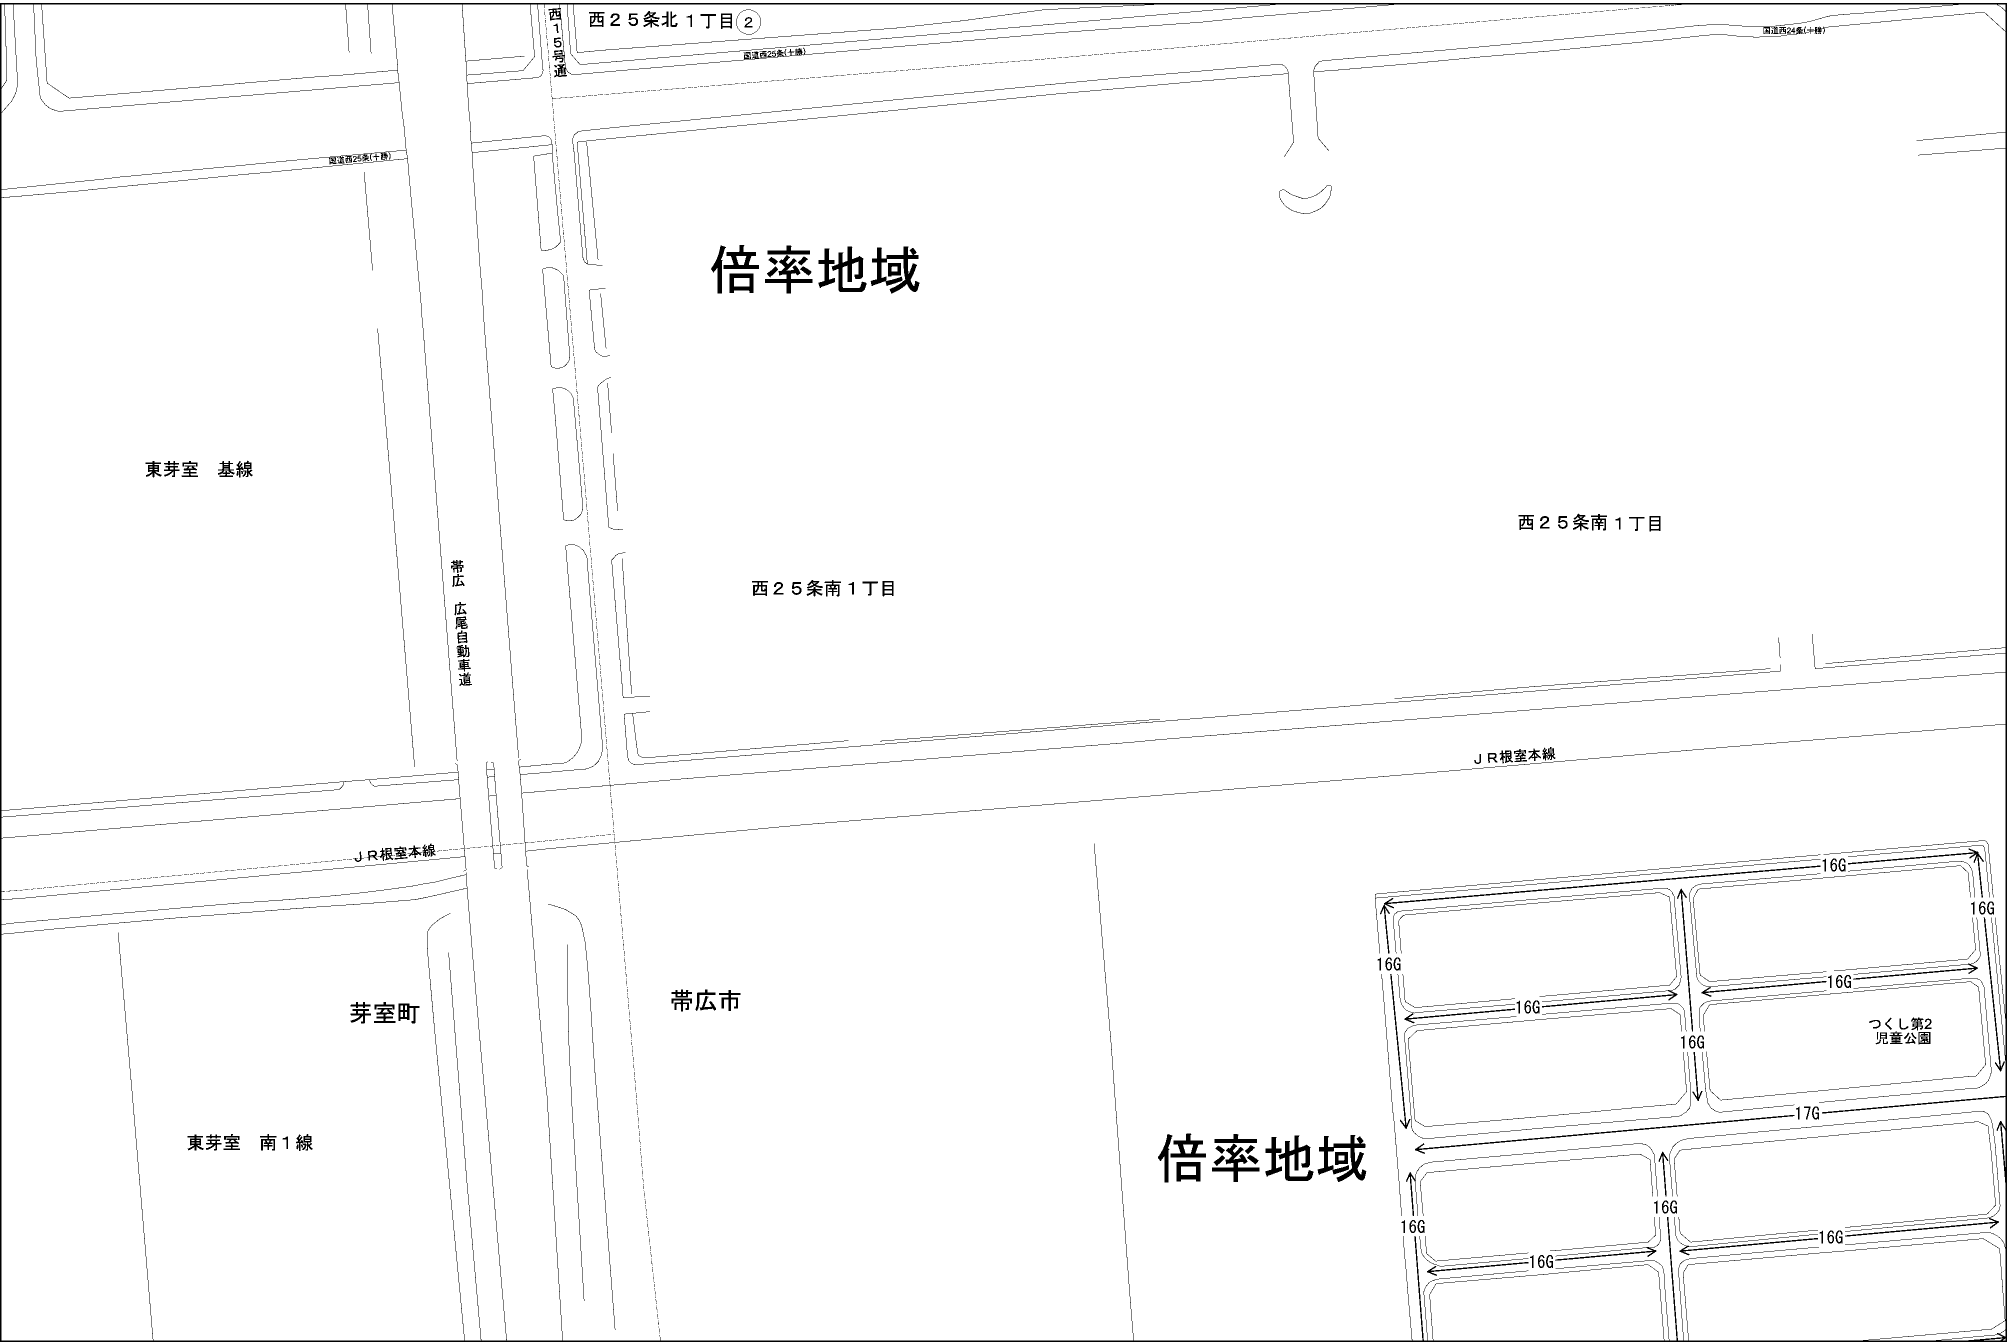 西２５条北１丁目②
西１５号通
国道西25条(十勝)
国道西24条(十勝)
国道西25条(十勝)
倍率地域
東芽室　基線
西２５条南１丁目
西２５条南１丁目
帯広　広尾自動車道
ＪＲ根室本線
ＪＲ根室本線
16G
16G
16G
16G
16G
つくし第2
児童公園
16G
芽室町
帯広市
17G
東芽室　南１線
倍率地域
16G
16G
16G
16G